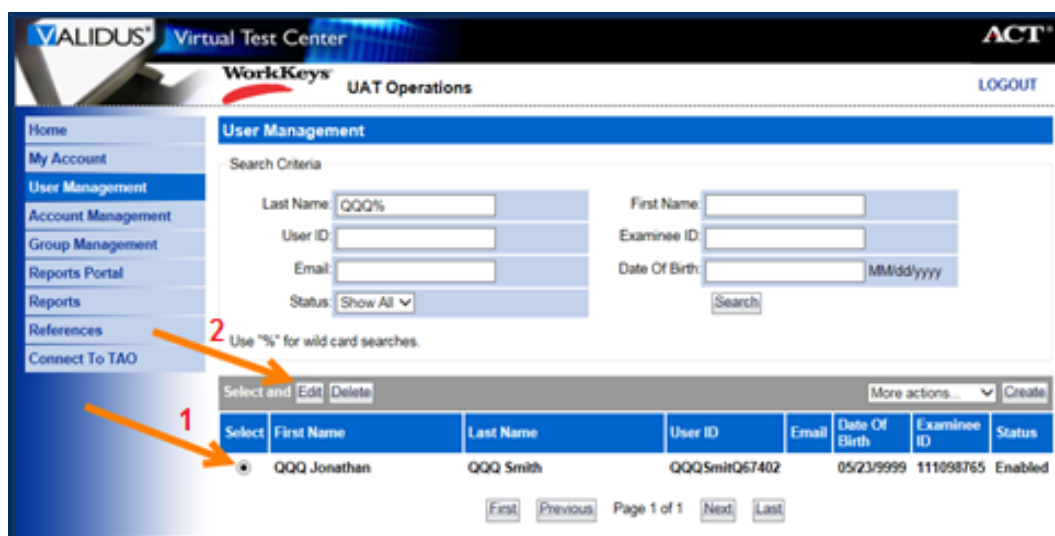 VALIDUS® Virtual Test Center ACT®
WorkKeys® UAT Operations LOGOUT
Home
My Account
User Management
Account Management
Group Management
Reports Portal
Reports
References
Connect To TAO
User Management
Search Criteria
Last Name: QQQ% First Name:
User ID: Examinee ID:
Email: Date Of Birth: MM/dd/yyyy
Status: Show All Search
2
Use "%" for wild card searches.
Select and Edit Delete More actions... Create
1
Select First Name Last Name User ID Email Date Of Birth Examinee ID Status
QQQ Jonathan QQQ Smith QQQSmitQ67402 05/23/9999 111098765 Enabled
First Previous Page 1 of 1 Next Last